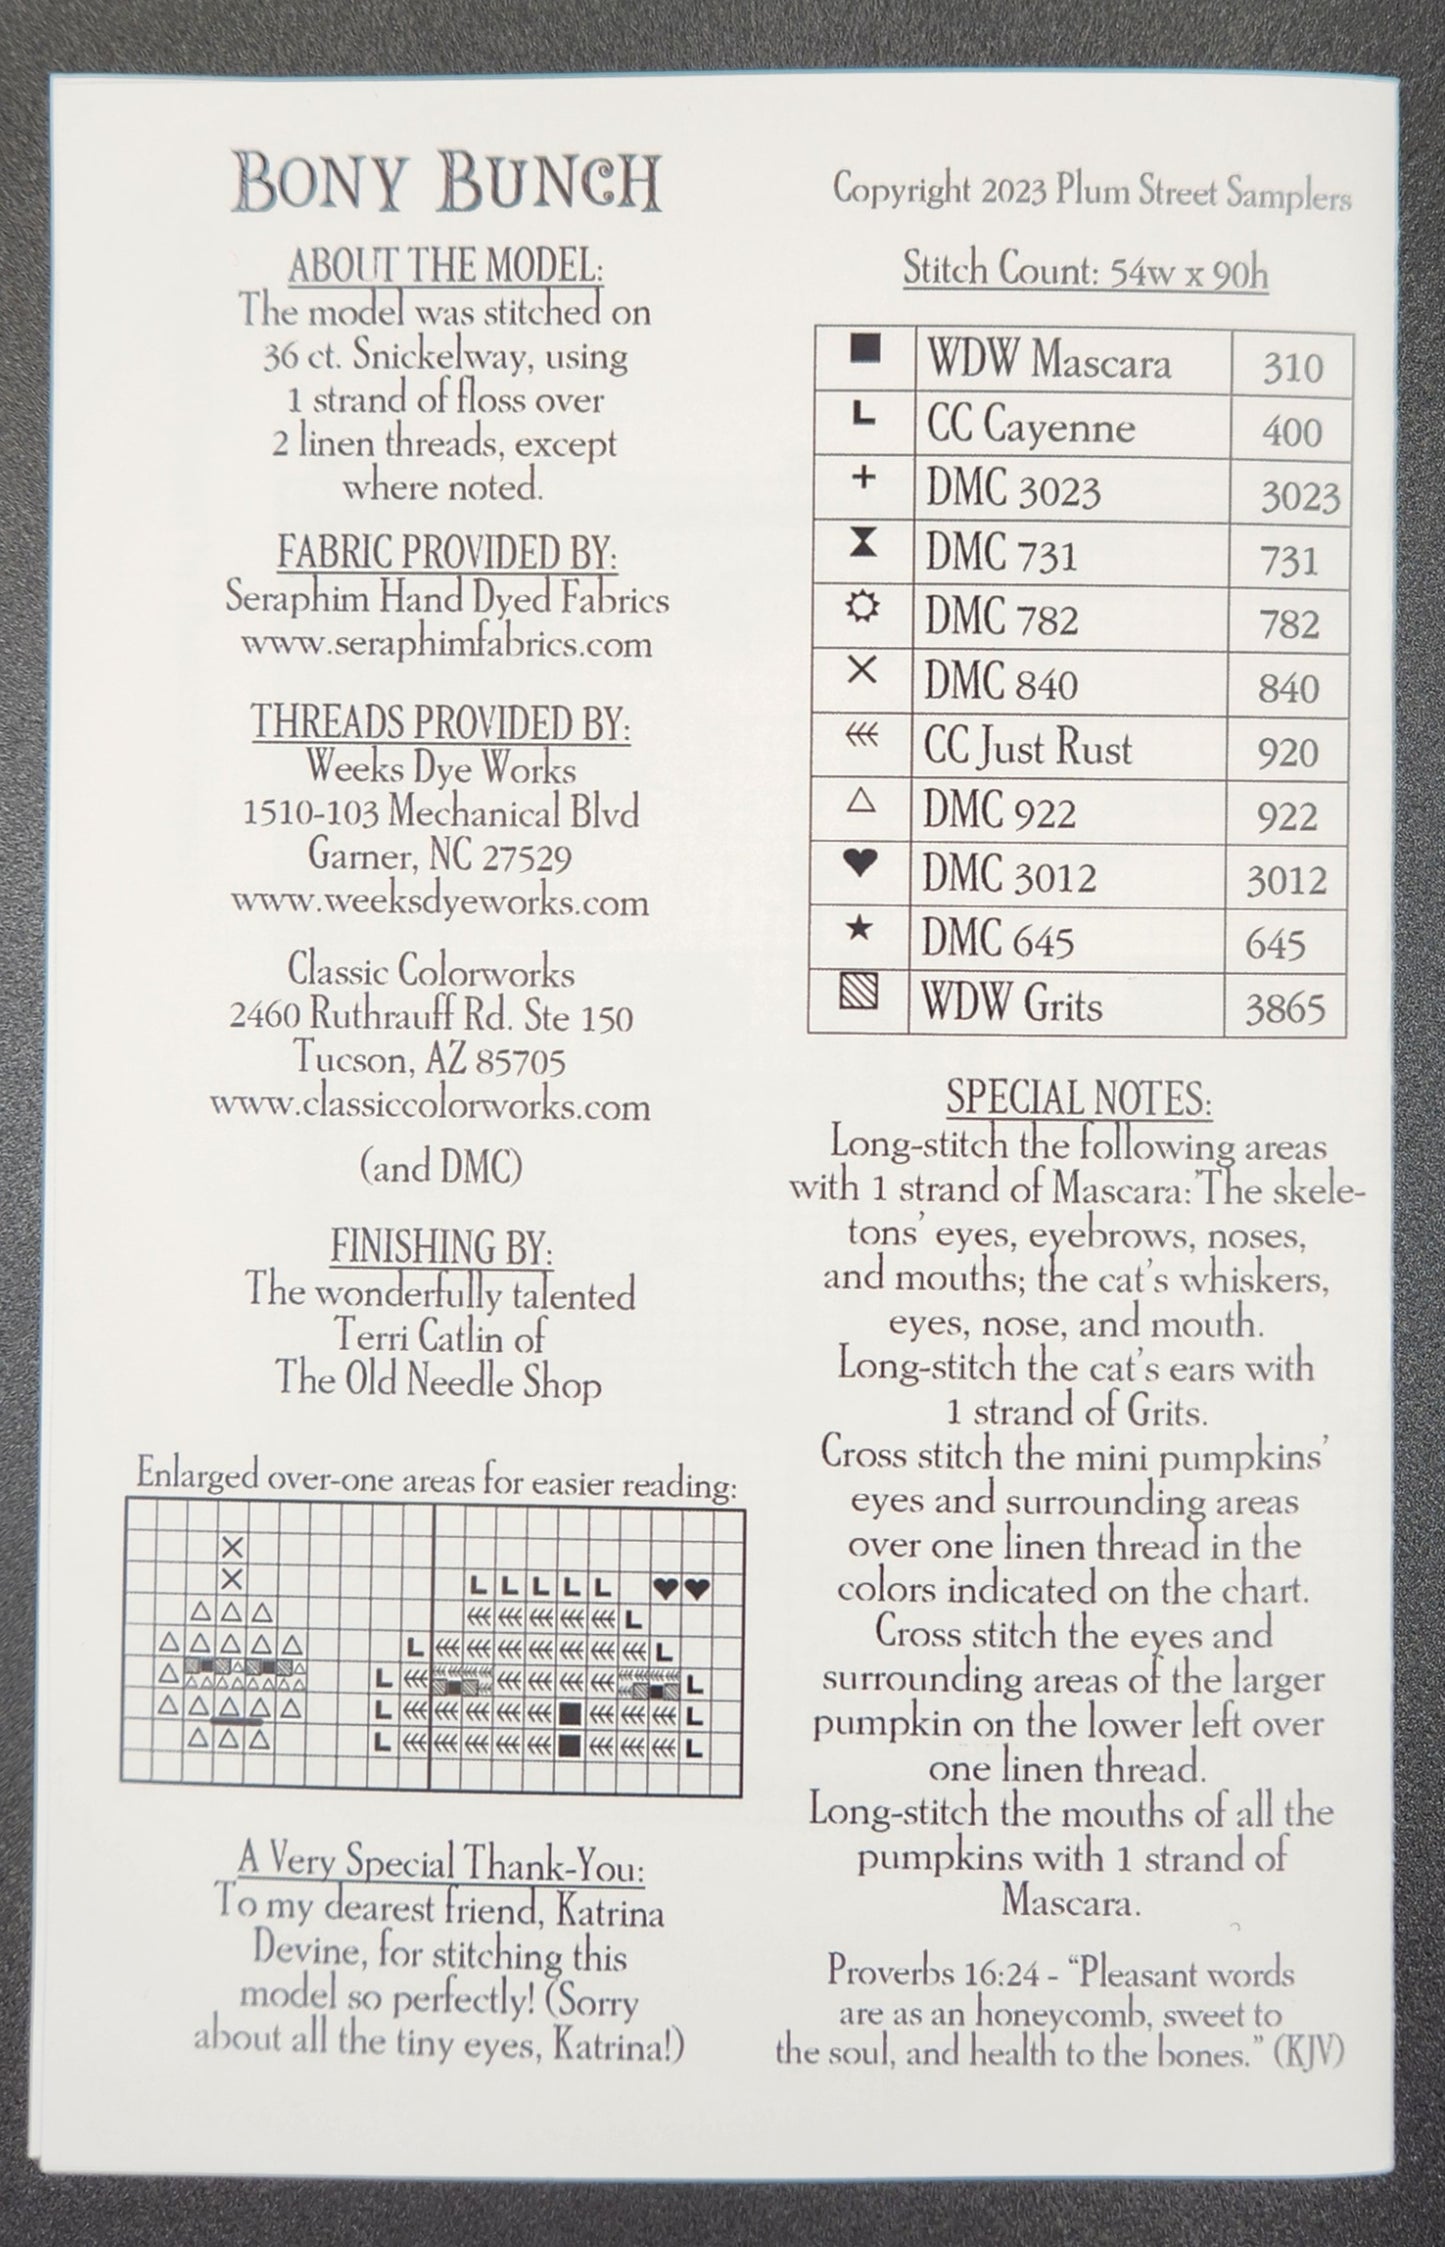 BONY BUNCH
ABOUT THE MODEL:
The model was stitched on
36 ct. Snickelway, using
1 strand of floss over
2 linen threads, except
where noted.
FABRIC PROVIDED BY:
Seraphim Hand Dyed Fabrics
www.seraphimfabrics.com
THREADS PROVIDED BY:
Weeks Dye Works
1510-103 Mechanical Blvd
Garner, NC 27529
www.weeksdyeworks.com
Classic Colorworks
2460 Ruthrauff Rd. Ste 150
Tucson, AZ 85705
www.classiccolorworks.com
(and DMC)
FINISHING BY:
The wonderfully talented
Terri Catlin of
The Old Needle Shop
Enlarged over-one areas for easier reading:
A Very Special Thank-You:
To my dearest friend, Katrina
Devine, for stitching this
model so perfectly! (Sorry
about all the tiny eyes, Katrina!)
Copyright 2023 Plum Street Samplers
Stitch Count: 54w x 90h
WDW Mascara 310
L CC Cayenne 400
+ DMC 3023 3023
DMC 731 731
DMC 782 782
X DMC 840 840
CC Just Rust 920
△ DMC 922 922
♥ DMC 3012 3012
★ DMC 645 645
WDW Grits 3865
SPECIAL NOTES:
Long-stitch the following areas
with 1 strand of Mascara: The skele-
tons' eyes, eyebrows, noses,
and mouths; the cat's whiskers,
eyes, nose, and mouth.
Long-stitch the cat's ears with
1 strand of Grits.
Cross stitch the mini pumpkins'
eyes and surrounding areas
over one linen thread in the
colors indicated on the chart.
Cross stitch the eyes and
surrounding areas of the larger
pumpkin on the lower left over
one linen thread.
Long-stitch the mouths of all the
pumpkins with 1 strand of
Mascara.
Proverbs 16:24 - "Pleasant words
are as an honeycomb, sweet to
the soul, and health to the bones." (KJV)